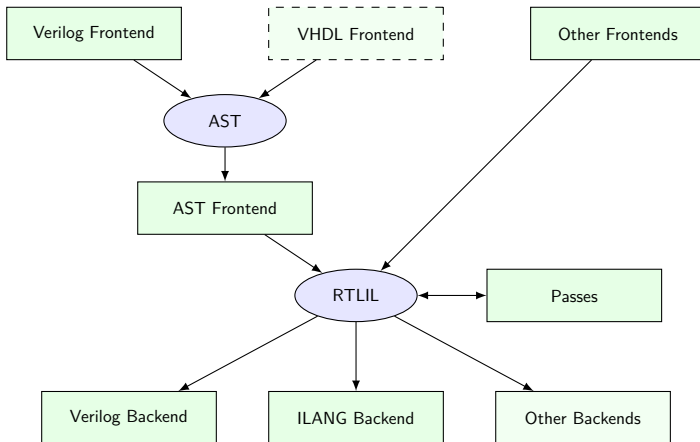 Verilog Frontend
VHDL Frontend
Other Frontends
AST
AST Frontend
RTLIL
Passes
Verilog Backend
ILANG Backend
Other Backends